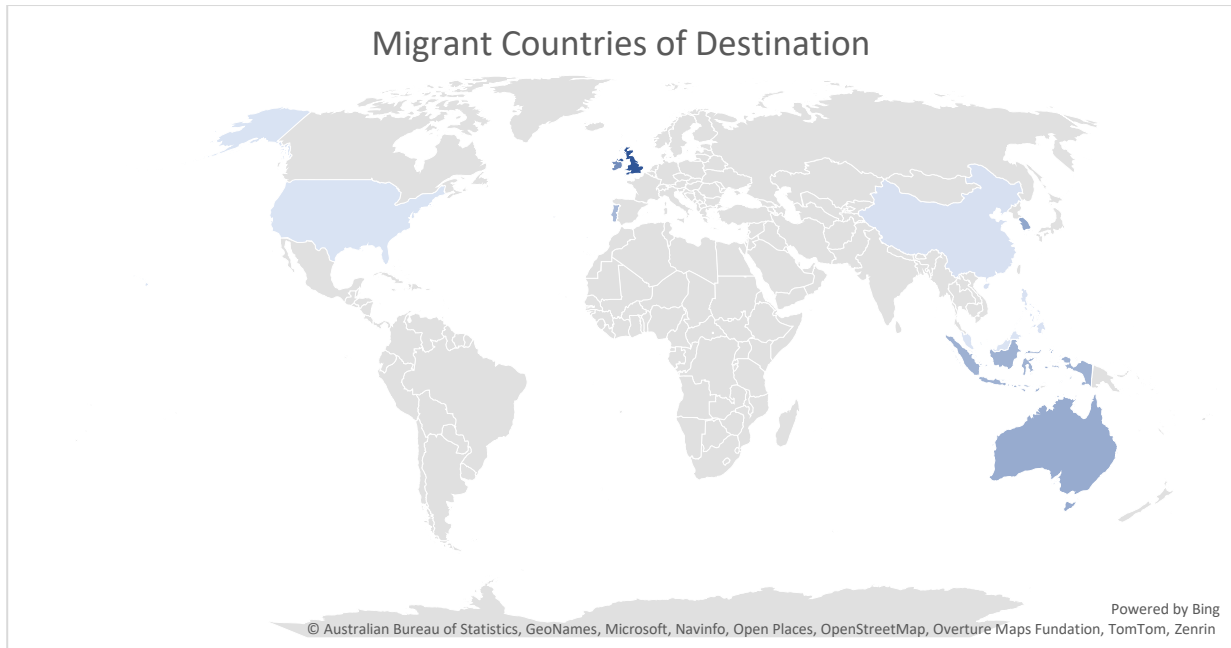 Migrant Countries of Destination
Powered by Bing
© Australian Bureau of Statistics, GeoNames, Microsoft, Navinfo, Open Places, OpenStreetMap, Overture Maps Fundation, TomTom, Zenrin